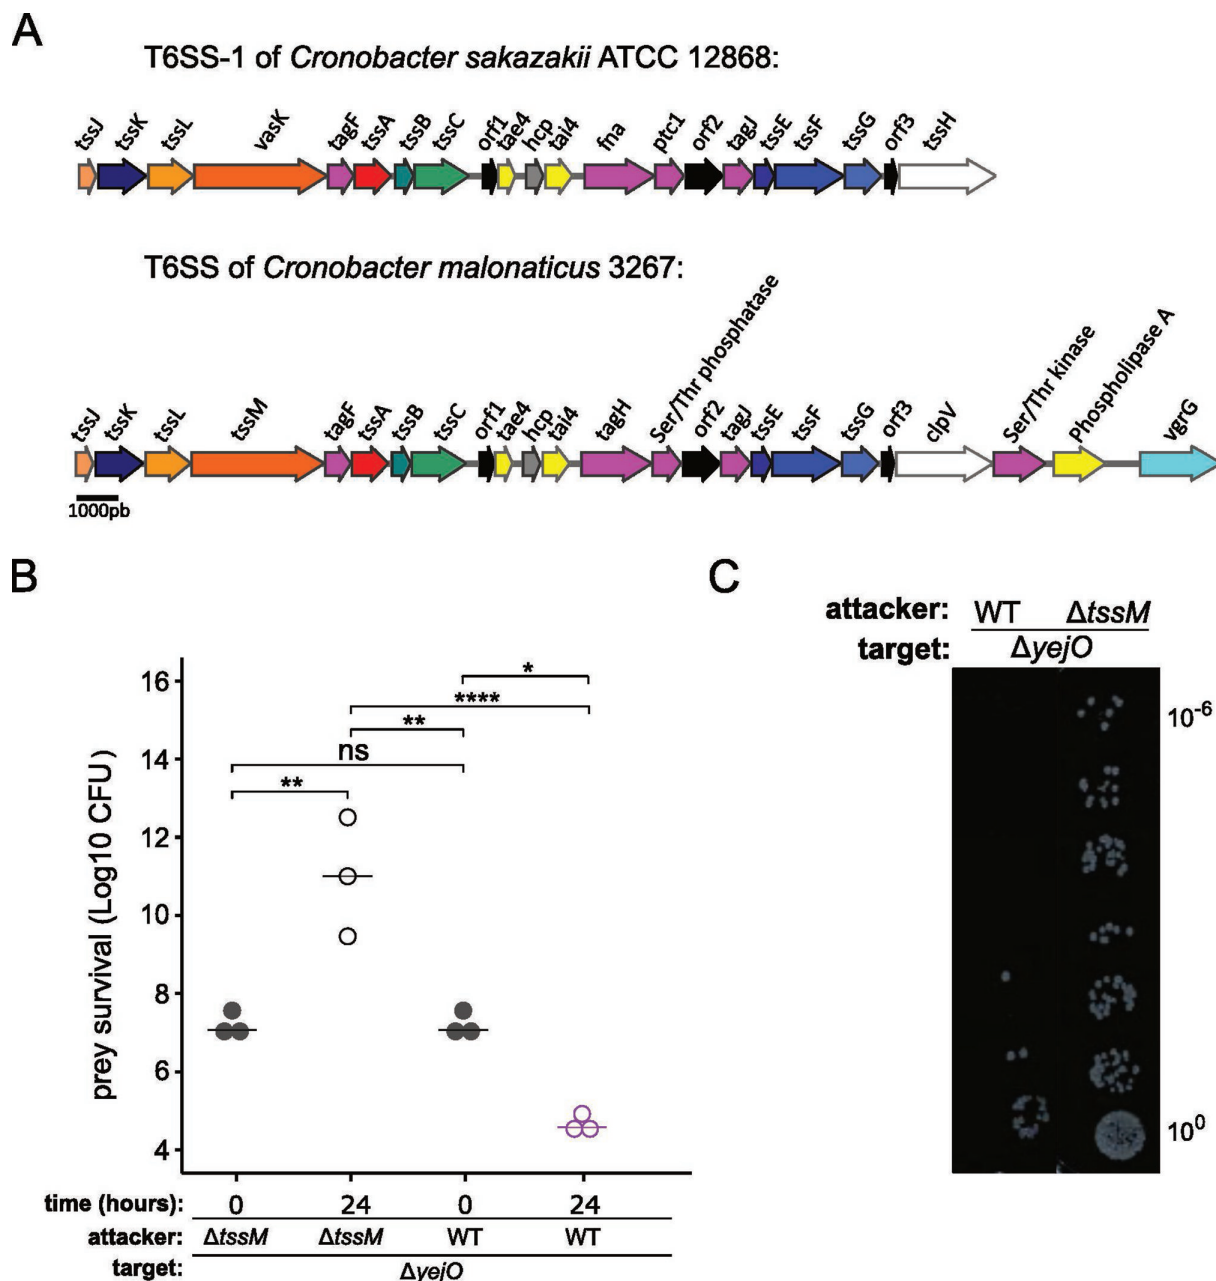 A
T6SS-1 of Cronobacter sakazakii ATCC 12868:
tssJ tssK tssL vasK tagF tssA tssB tssC orf1 tae4 hcp tai4 fha ptc1 orf2 tagJ tssE tssF tssG orf3 tssH
T6SS of Cronobacter malonaticus 3267:
tssJ tssK tssL tssM tagF tssA tssB tssC orf1 tae4 hcp tai4 tagH Ser/Thr phosphatase orf2 tagJ tssE tssF tssG orf3 clpV Ser/Thr kinase Phospholipase A vgrG
1000pb
B
prey survival (Log10 CFU)
16
14
12
10
8
6
4
*
****
**
ns
**
time (hours): 0 24 0 24
attacker: ΔtssM ΔtssM WT WT
target: ΔyejO
C
attacker: WT ΔtssM
target: ΔyejO
10-6
100